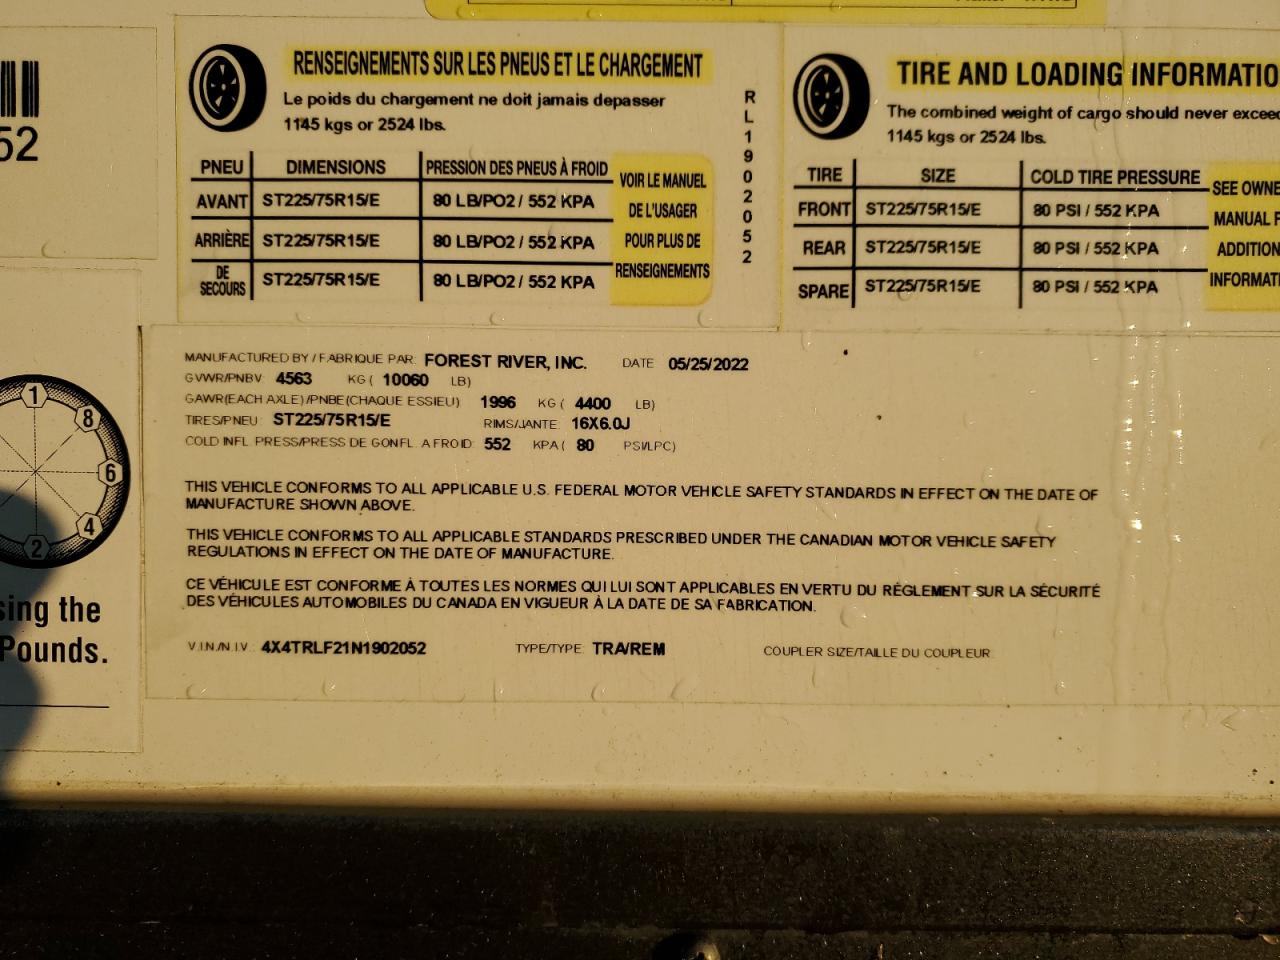 52
RENSEIGNEMENTS SUR LES PNEUS ET LE CHARGEMENT
Le poids du chargement ne doit jamais depasser
1145 kgs or 2524 lbs.
PNEU DIMENSIONS PRESSION DES PNEUS À FROID
AVANT ST225/75R15/E 80 LB/PO2 / 552 KPA
ARRIÈRE ST225/75R15/E 80 LB/PO2 / 552 KPA
DE SECOURS ST225/75R15/E 80 LB/PO2 / 552 KPA
VOIR LE MANUEL
DE L'USAGER
POUR PLUS DE
RENSEIGNEMENTS
RL1902052
TIRE AND LOADING INFORMATIO
The combined weight of cargo should never exceed
1145 kgs or 2524 lbs.
TIRE SIZE COLD TIRE PRESSURE
FRONT ST225/75R15/E 80 PSI / 552 KPA
REAR ST225/75R15/E 80 PSI / 552 KPA
SPARE ST225/75R15/E 80 PSI / 552 KPA
SEE OWNE
MANUAL F
ADDITION
INFORMATI
MANUFACTURED BY / FABRIQUE PAR: FOREST RIVER, INC. DATE 05/25/2022
GVWR/PNBV 4563 KG ( 10060 LB)
GAWR(EACH AXLE)/PNBE(CHAQUE ESSIEU) 1996 KG ( 4400 LB)
TIRES/PNEU ST225/75R15/E RIMS/JANTE 16X6.0J
COLD INFL. PRESS/PRESS DE GONFL. A FROID: 552 KPA ( 80 PSI/LPC)
THIS VEHICLE CONFORMS TO ALL APPLICABLE U.S. FEDERAL MOTOR VEHICLE SAFETY STANDARDS IN EFFECT ON THE DATE OF
MANUFACTURE SHOWN ABOVE.
THIS VEHICLE CONFORMS TO ALL APPLICABLE STANDARDS PRESCRIBED UNDER THE CANADIAN MOTOR VEHICLE SAFETY
REGULATIONS IN EFFECT ON THE DATE OF MANUFACTURE.
CE VÉHICULE EST CONFORME À TOUTES LES NORMES QUI LUI SONT APPLICABLES EN VERTU DU RÉGLEMENT SUR LA SÉCURITÉ
DES VÉHICULES AUTOMOBILES DU CANADA EN VIGUEUR À LA DATE DE SA FABRICATION.
V.I.N./N.I.V.: 4X4TRLF21N1902052 TYPE/TYPE: TRA/REM COUPLER SIZE/TAILLE DU COUPLEUR
1
8
6
4
2
sing the
Pounds.